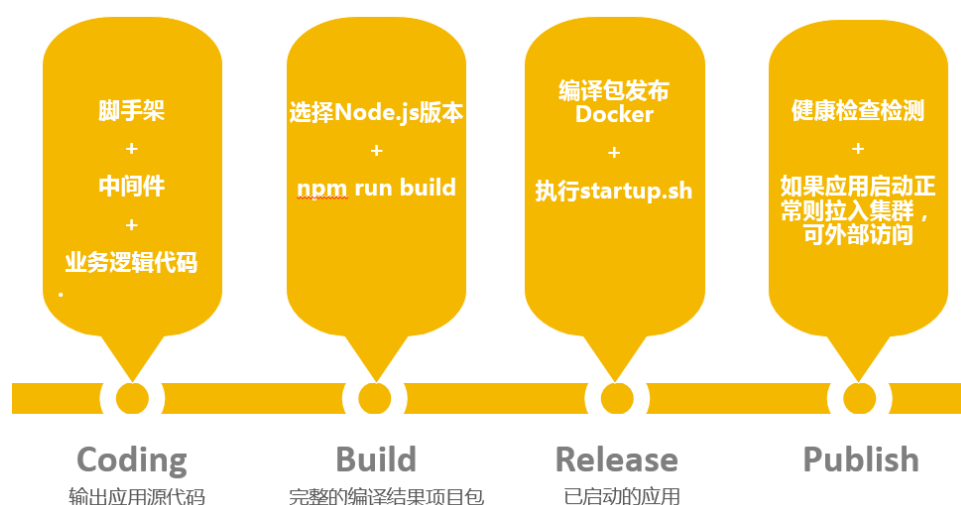 脚手架
+
中间件
+
业务逻辑代码
选择Node.js版本
+
npm run build
编译包发布
Docker
+
执行startup.sh
健康检查检测
+
如果应用启动正
常则拉入集群，
可外部访问
Coding
输出应用源代码
Build
完整的编译结果项目包
Release
已启动的应用
Publish